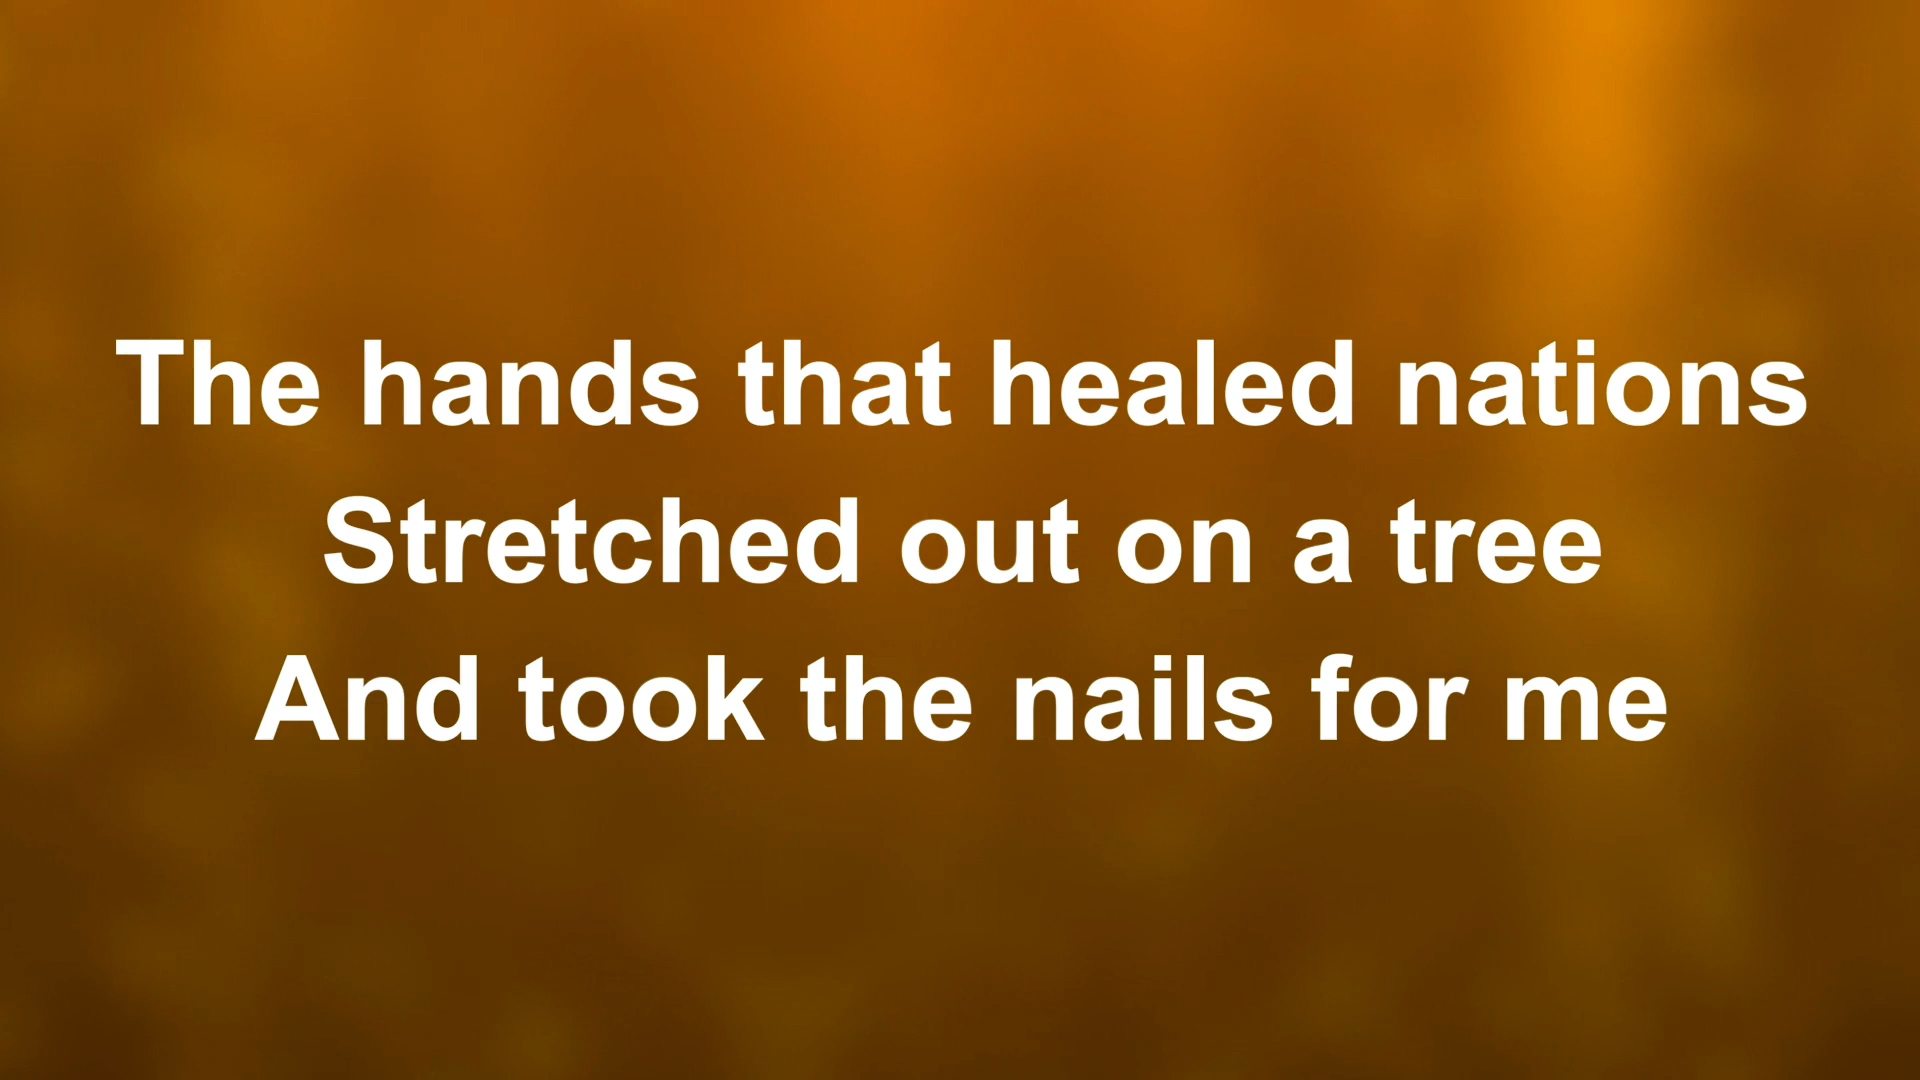 The hands that healed nations
Stretched out on a tree
And took the nails for me